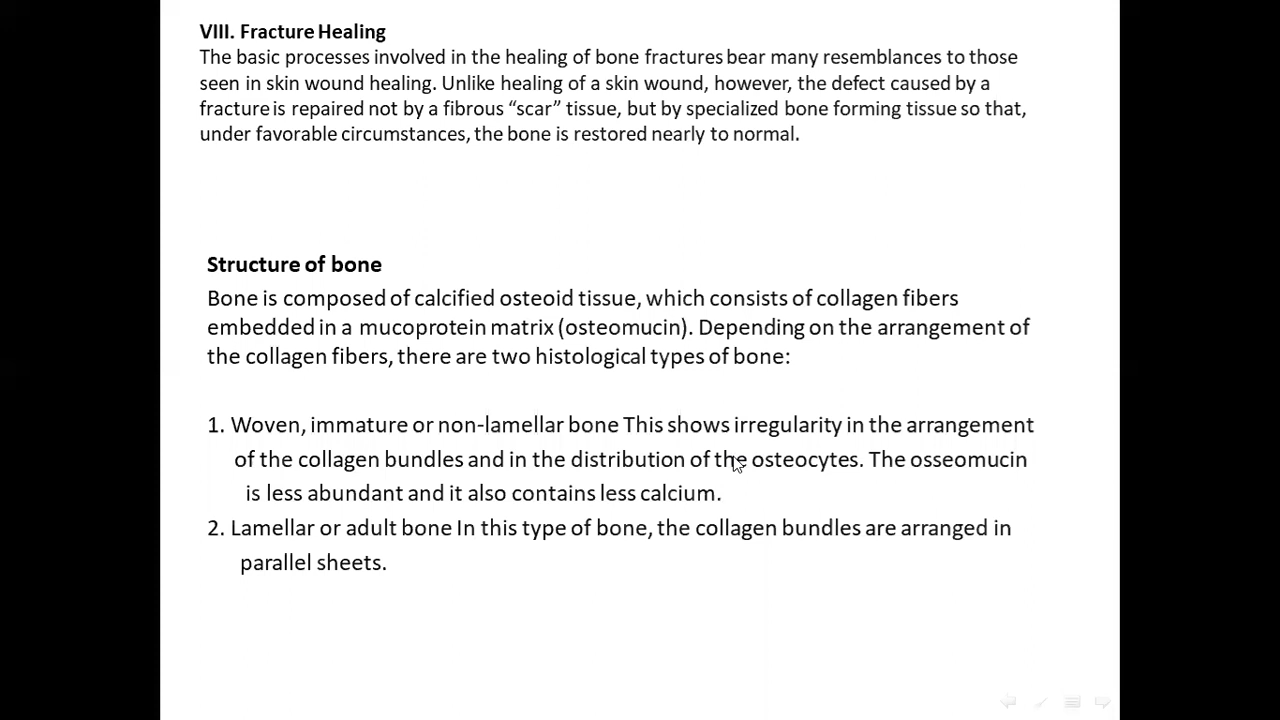 VIII. Fracture Healing
The basic processes involved in the healing of bone fractures bear many resemblances to those
seen in skin wound healing. Unlike healing of a skin wound, however, the defect caused by a
fracture is repaired not by a fibrous “scar” tissue, but by specialized bone forming tissue so that,
under favorable circumstances, the bone is restored nearly to normal.
Structure of bone
Bone is composed of calcified osteoid tissue, which consists of collagen fibers
embedded in a mucoprotein matrix (osteomucin). Depending on the arrangement of
the collagen fibers, there are two histological types of bone:
1. Woven, immature or non-lamellar bone This shows irregularity in the arrangement
of the collagen bundles and in the distribution of the osteocytes. The osseomucin
is less abundant and it also contains less calcium.
2. Lamellar or adult bone In this type of bone, the collagen bundles are arranged in
parallel sheets.